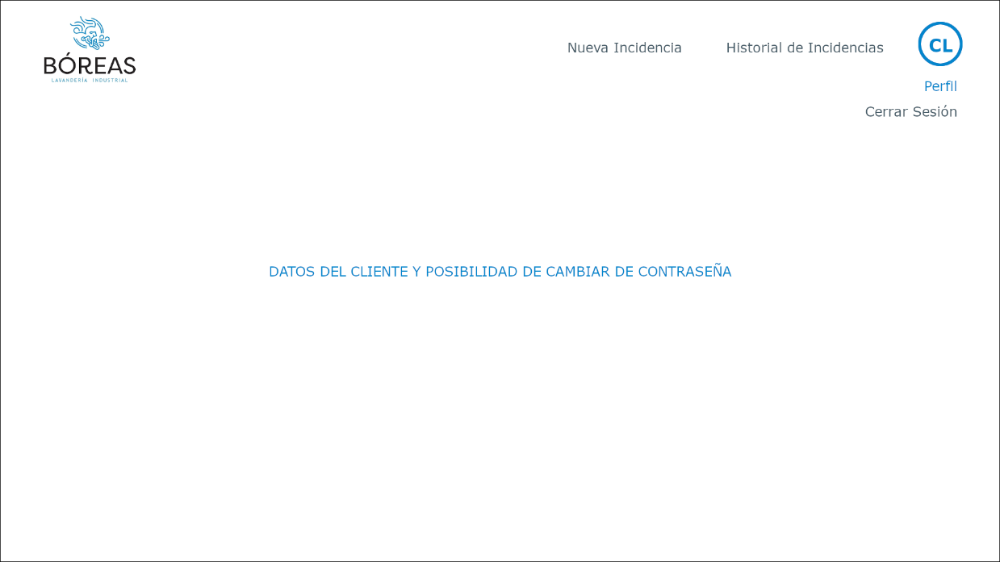 BÓREAS
LAVANDERÍA INDUSTRIAL
Nueva Incidencia
Historial de Incidencias
CL
Perfil
Cerrar Sesión
DATOS DEL CLIENTE Y POSIBILIDAD DE CAMBIAR DE CONTRASEÑA